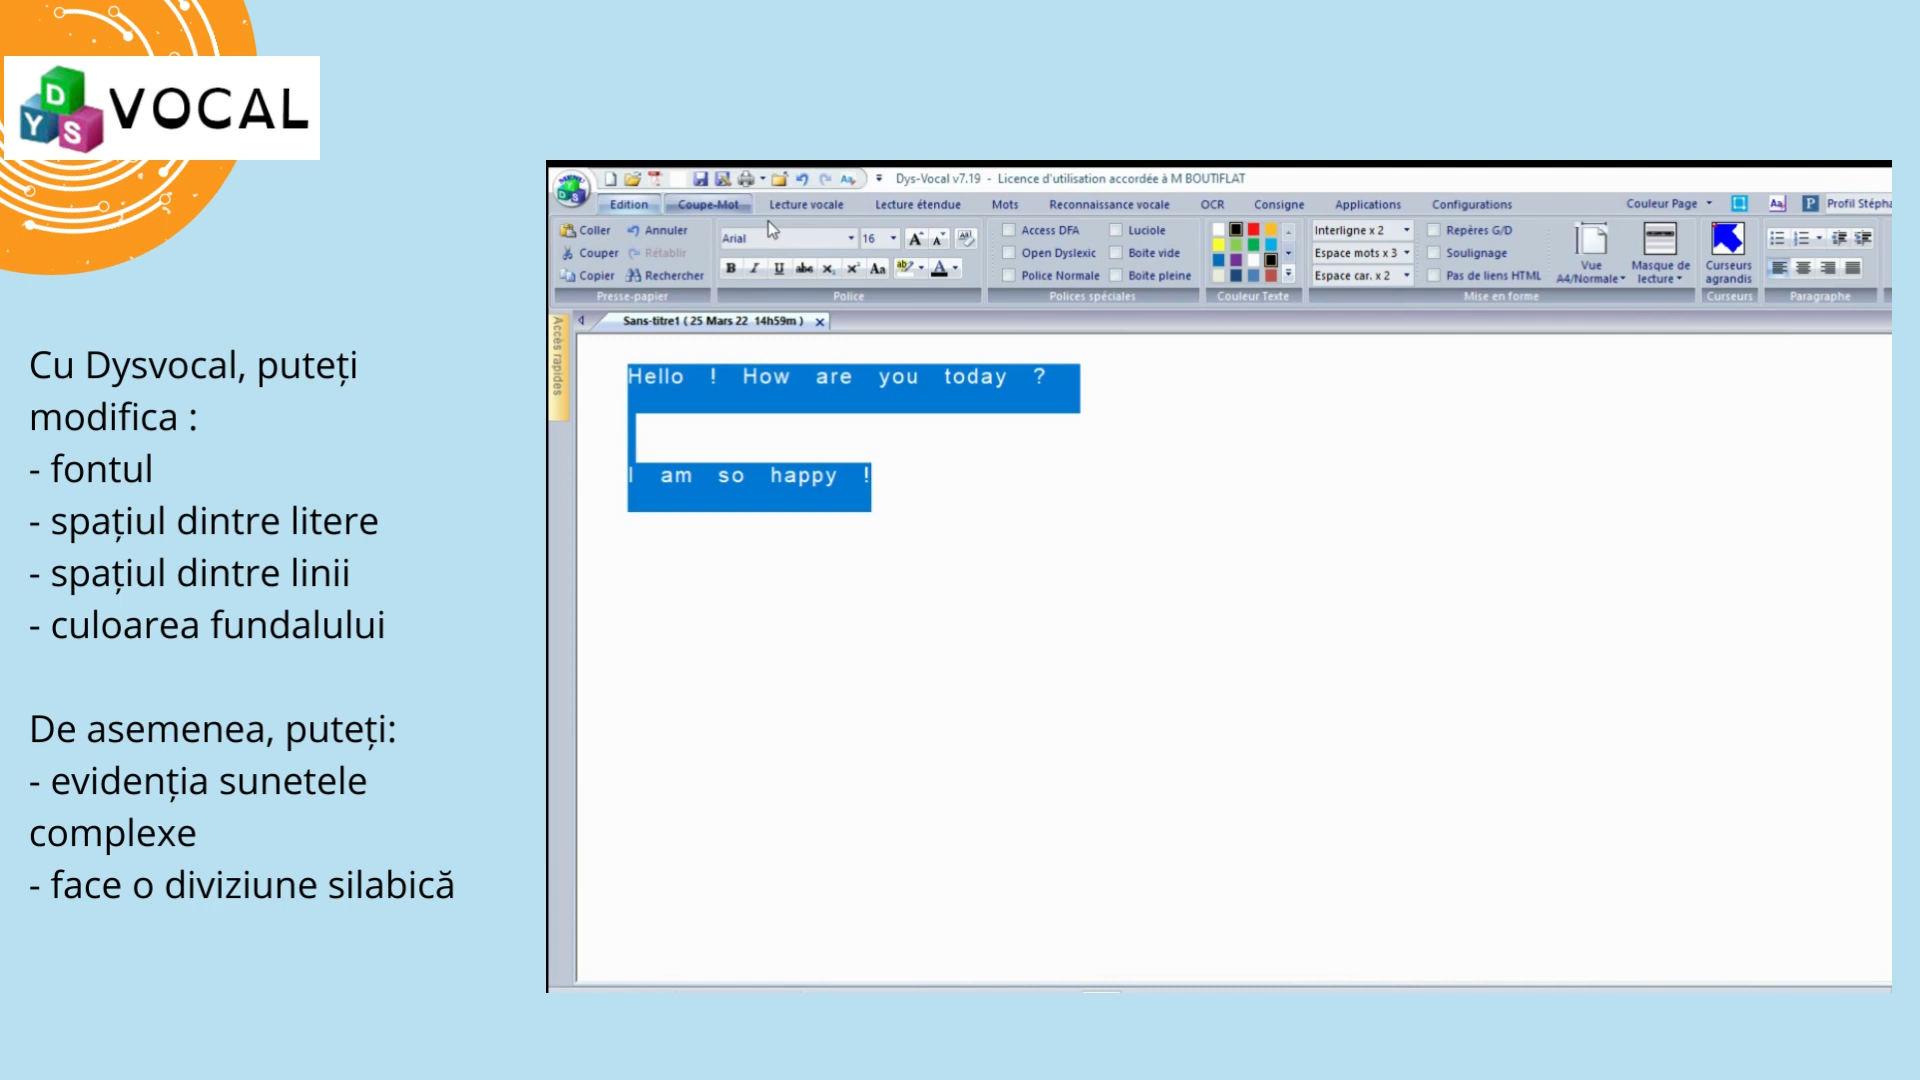 DYS VOCAL
Cu Dysvocal, puteți
modifica :
- fontul
- spațiul dintre litere
- spațiul dintre linii
- culoarea fundalului
De asemenea, puteți:
- evidenția sunetele
complexe
- face o diviziune silabică
Dys-Vocal v7.19 - Licence d'utilisation accordée à M BOUTIFLAT
Edition Coupe-Mot Lecture vocale Lecture étendue Mots Reconnaissance vocale OCR Consigne Applications Configurations Couleur Page Profil Stépha
Coller Annuler
Couper Rétablir
Copier Rechercher
Presse-papier
Arial 16
Police
Access DFA Luciole
Open Dyslexic Boite vide
Police Normale Boite pleine
Polices spéciales
Couleur Texte
Interligne x 2 Repères G/D
Espace mots x 3 Soulignage
Espace car. x 2 Pas de liens HTML
Vue
A4/Normale
Masque de
lecture
Mise en forme
Curseurs
agrandis
Curseurs
Paragraphe
Accès rapides
Sans-titre1 ( 25 Mars 22 14h59m )
Hello ! How are you today ?
I am so happy !